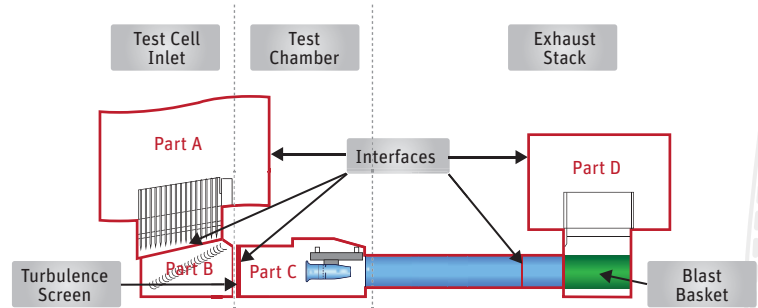 Test Cell
Inlet
Test
Chamber
Exhaust
Stack
Part A
Interfaces
Part D
Part B
Part C
Turbulence
Screen
Blast
Basket